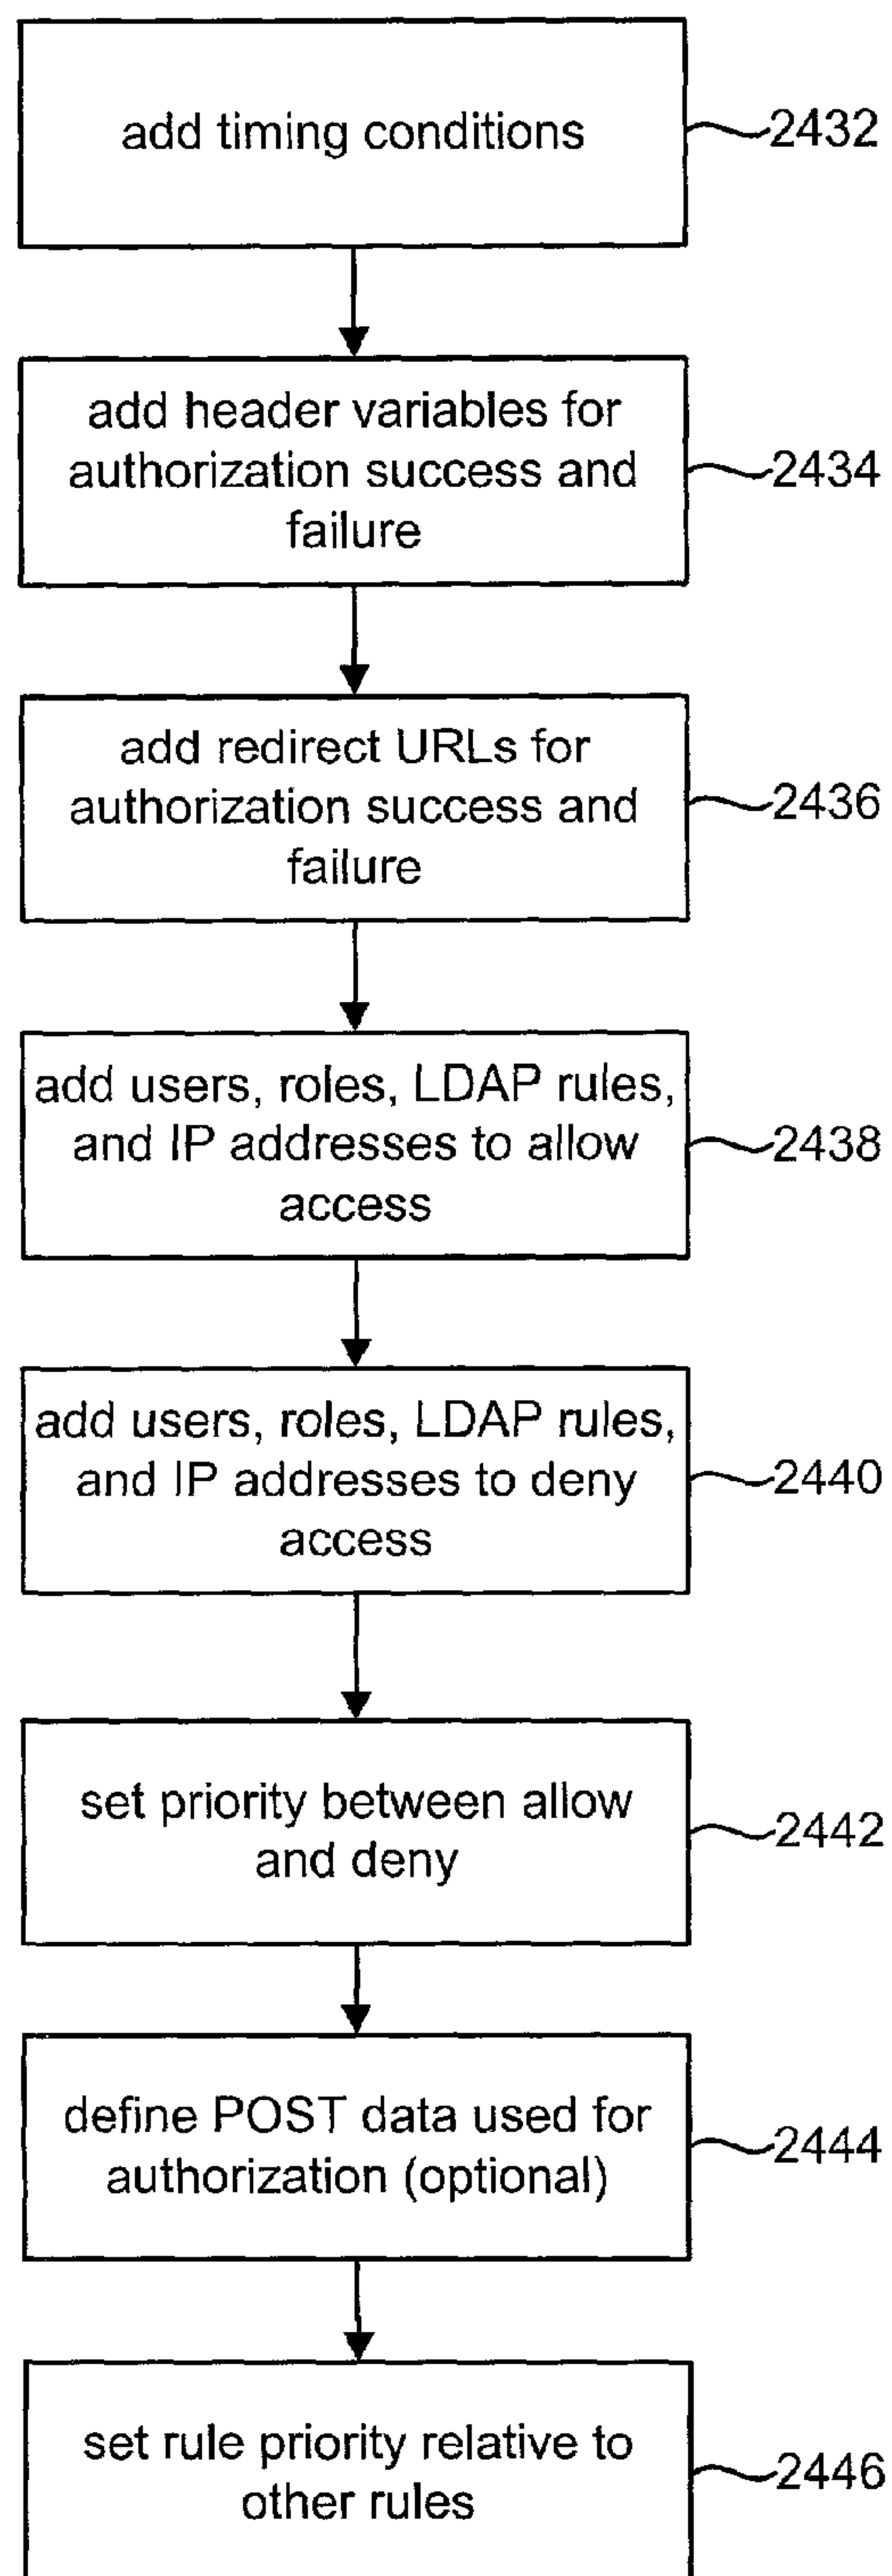 add timing conditions
2432
add header variables for
authorization success and
failure
2434
add redirect URLs for
authorization success and
failure
2436
add users, roles, LDAP rules,
and IP addresses to allow
access
2438
add users, roles, LDAP rules,
and IP addresses to deny
access
2440
set priority between allow
and deny
2442
define POST data used for
authorization (optional)
2444
set rule priority relative to
other rules
2446